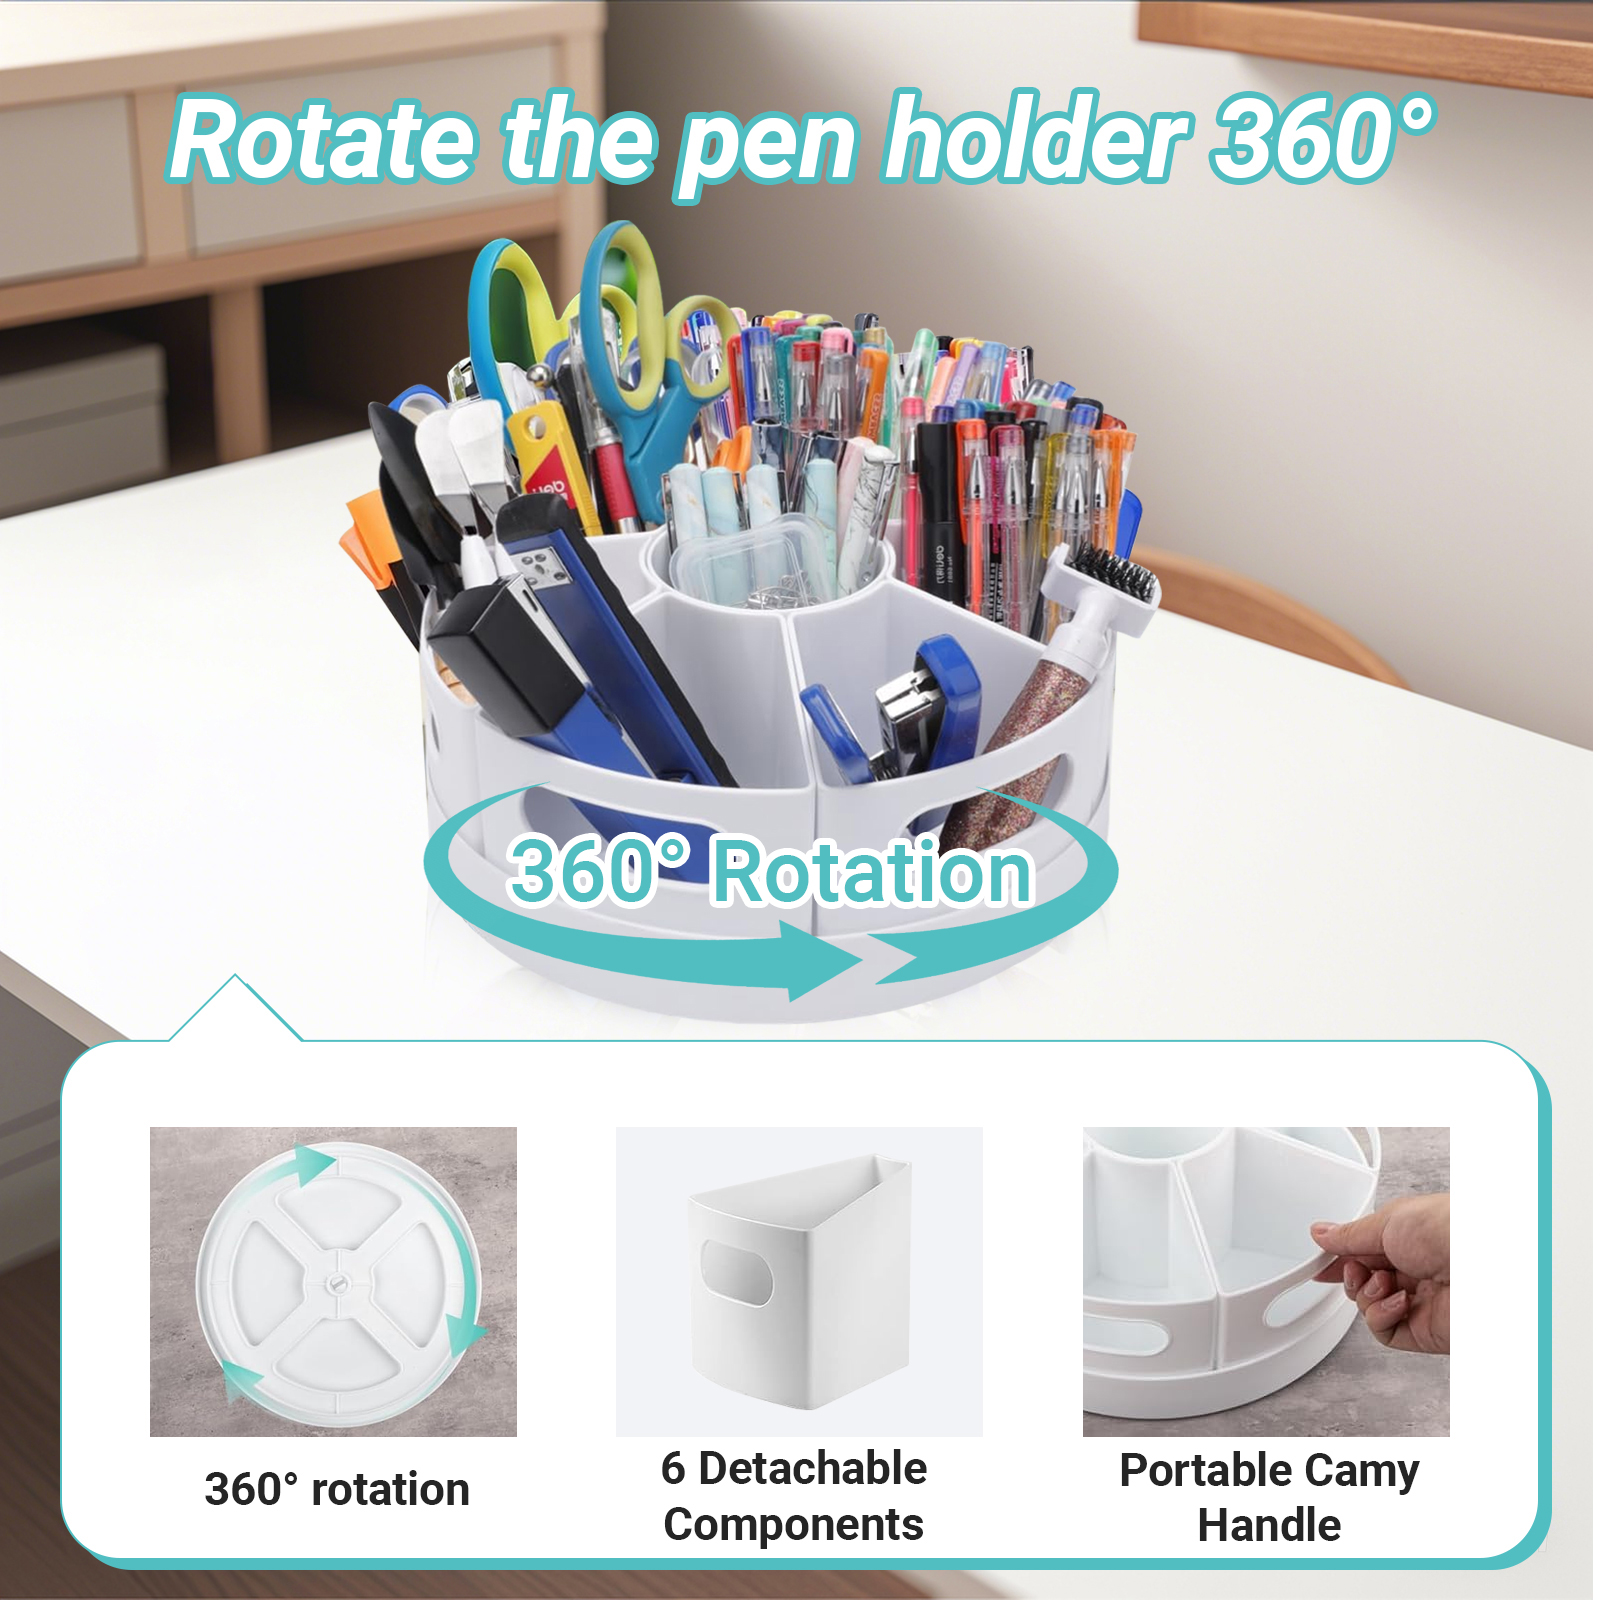 Rotate the pen holder 360°
360° Rotation
360° rotation
6 Detachable
Components
Portable Camy
Handle